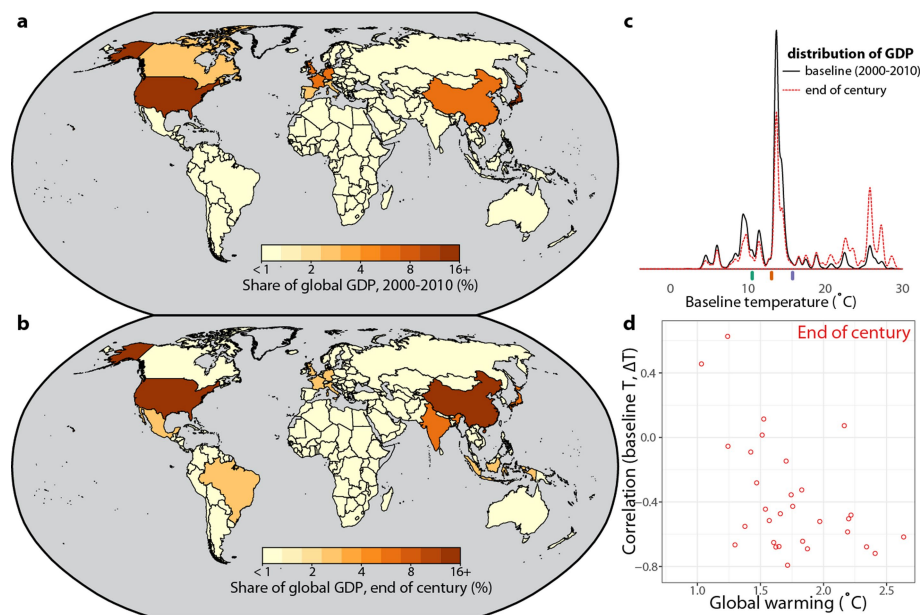 a
<1 2 4 8 16+
Share of global GDP, 2000-2010 (%)
b
<1 2 4 8 16+
Share of global GDP, end of century (%)
c
distribution of GDP
baseline (2000-2010)
end of century
0 10 20 30
Baseline temperature (˚C)
d
End of century
Correlation (baseline T, ΔT)
0.4
0.0
−0.4
−0.8
1.0 1.5 2.0 2.5
Global warming (˚C)